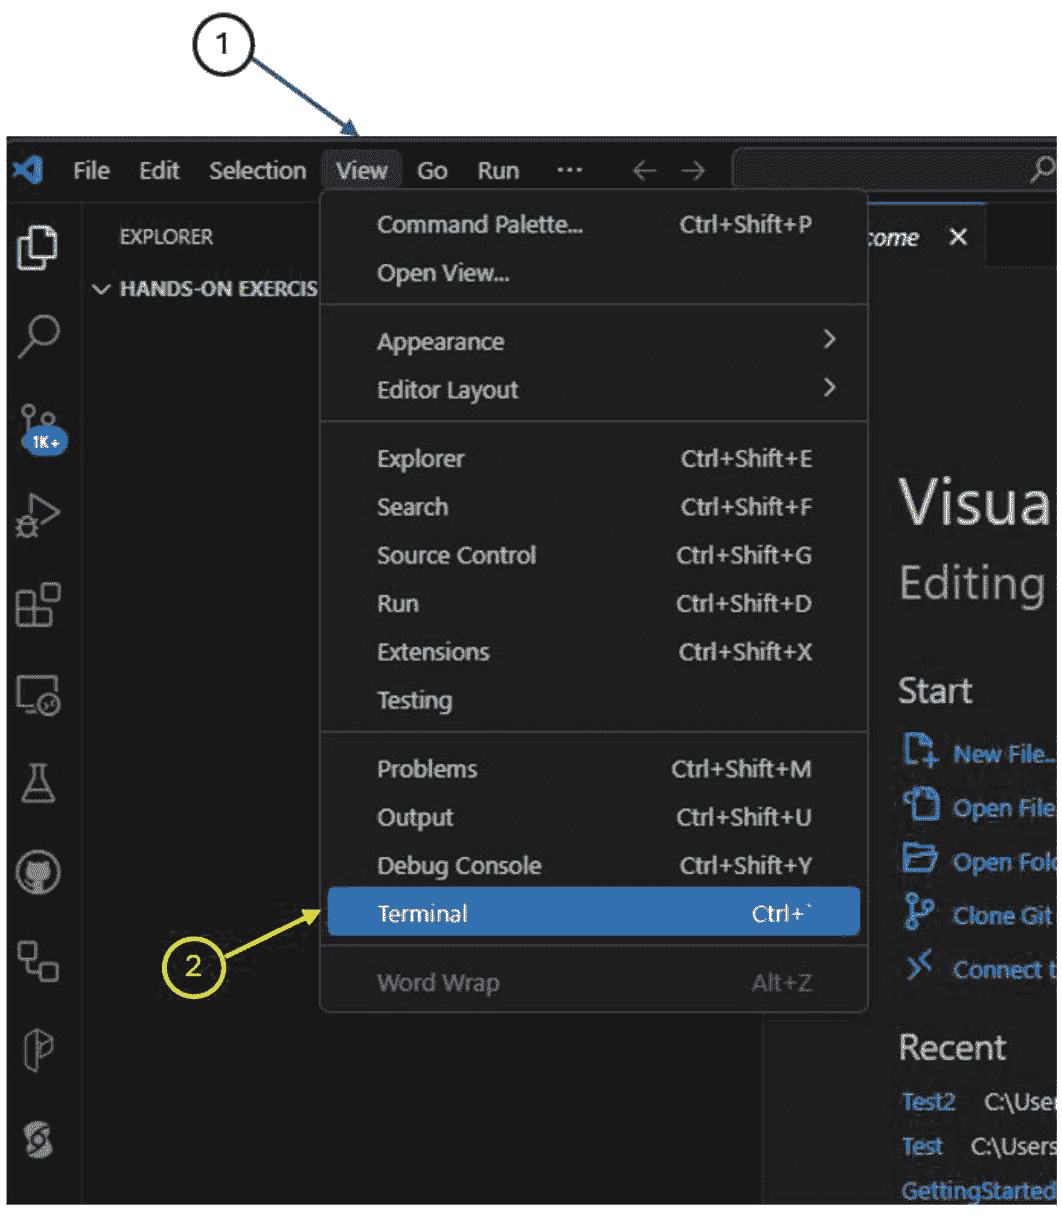 1
File Edit Selection View Go Run ...
EXPLORER
HANDS-ON EXERCIS
Command Palette... Ctrl+Shift+P
Open View...
Appearance
Editor Layout
Explorer Ctrl+Shift+E
Search Ctrl+Shift+F
Source Control Ctrl+Shift+G
Run Ctrl+Shift+D
Extensions Ctrl+Shift+X
Testing
Problems Ctrl+Shift+M
Output Ctrl+Shift+U
Debug Console Ctrl+Shift+Y
Terminal Ctrl+`
Word Wrap Alt+Z
2
1K+
come
Visua
Editing
Start
New File...
Open File
Open Fold
Clone Git
Connect t
Recent
Test2 C:\User
Test C:\Users
GettingStarted